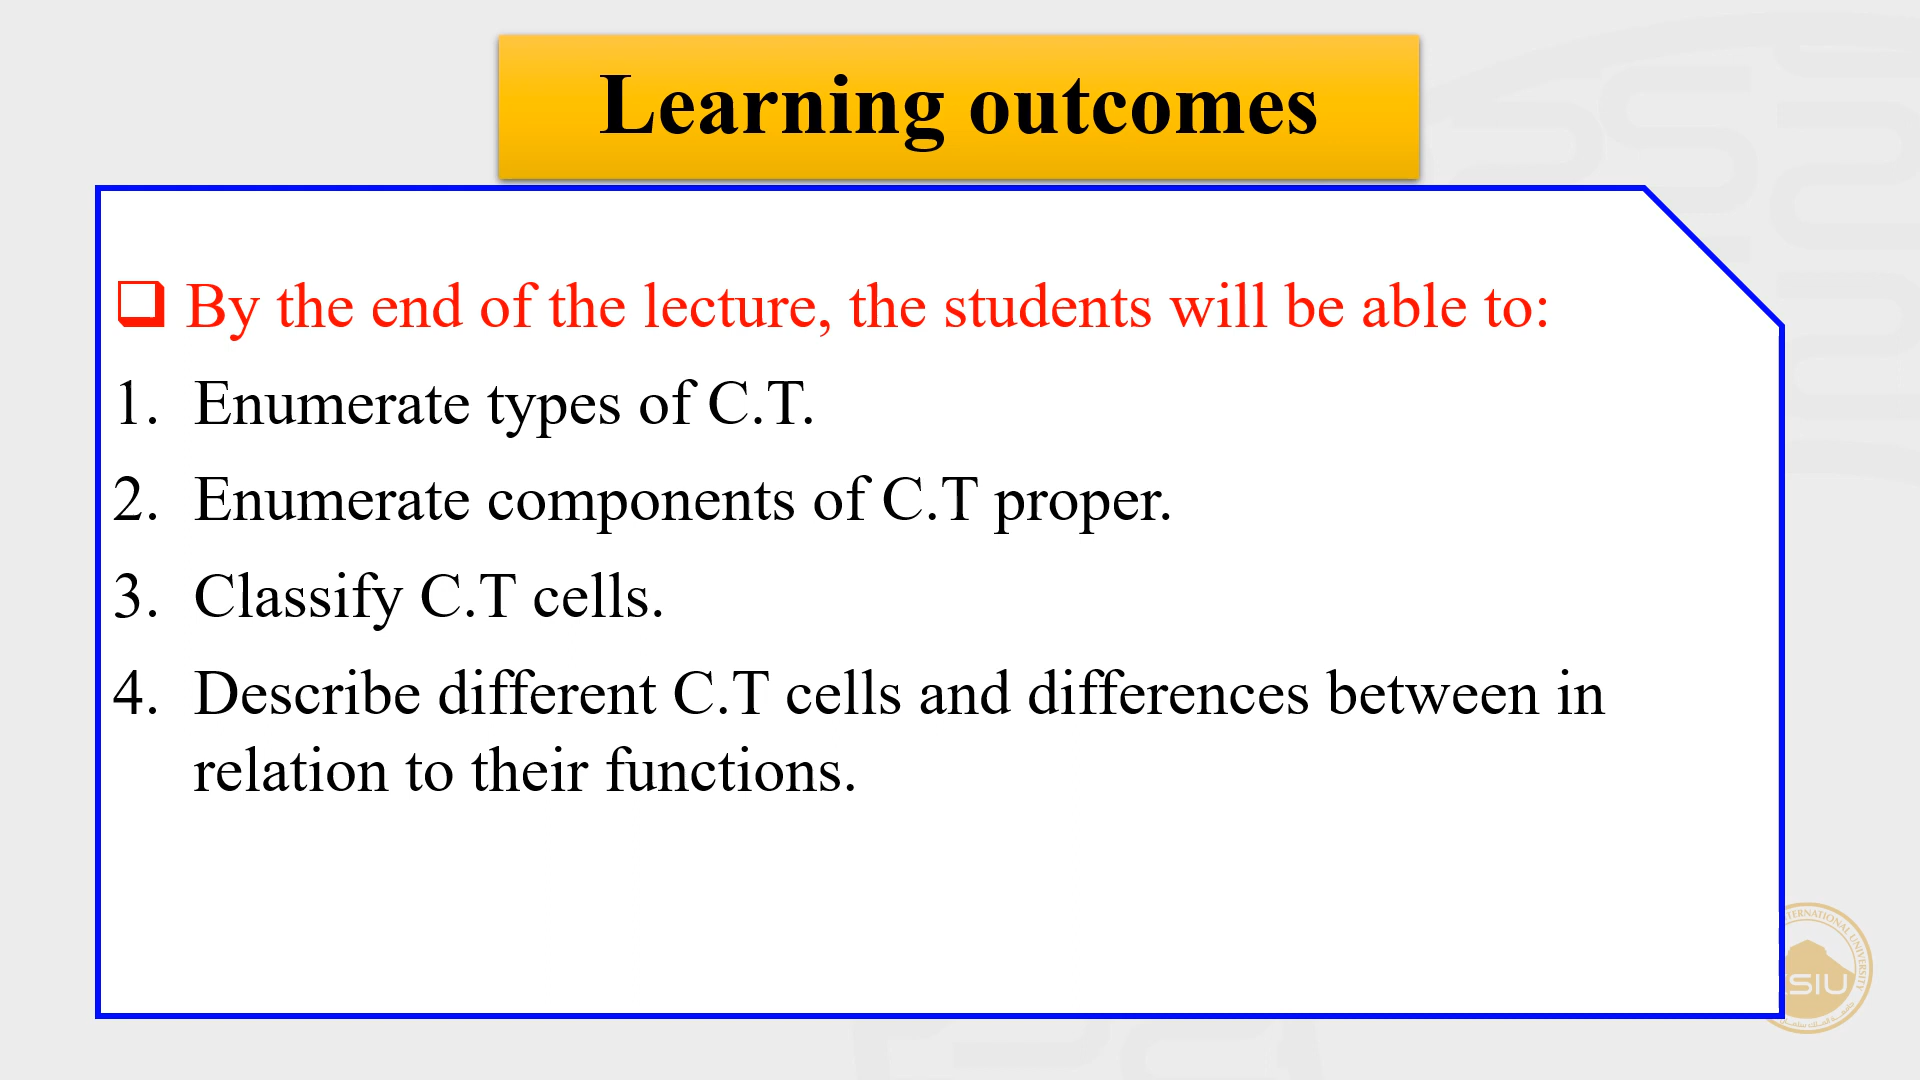 Learning outcomes
❑ By the end of the lecture, the students will be able to:
1. Enumerate types of C.T.
2. Enumerate components of C.T proper.
3. Classify C.T cells.
4. Describe different C.T cells and differences between in
relation to their functions.
INTERNATIONAL UNIVERSITY
SIU